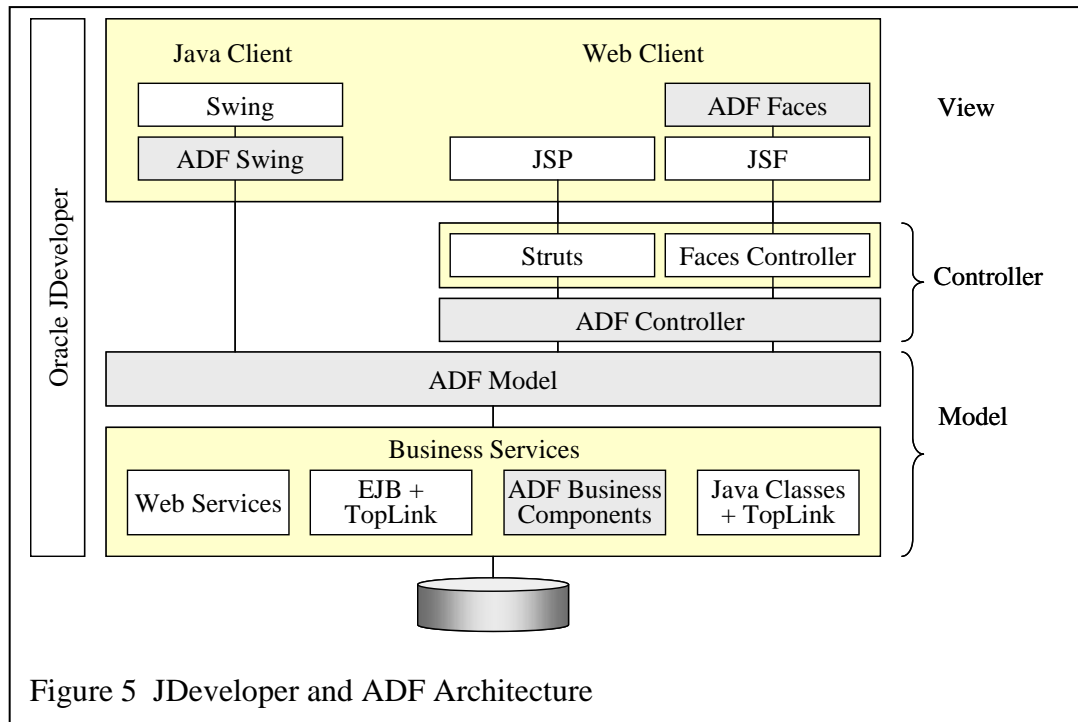 Oracle JDeveloper
Java Client
Web Client
Swing
ADF Faces
View
ADF Swing
JSP
JSF
Struts
Faces Controller
Controller
ADF Controller
ADF Model
Model
Business Services
Web Services
EJB +
TopLink
ADF Business
Components
Java Classes
+ TopLink
Figure 5 JDeveloper and ADF Architecture